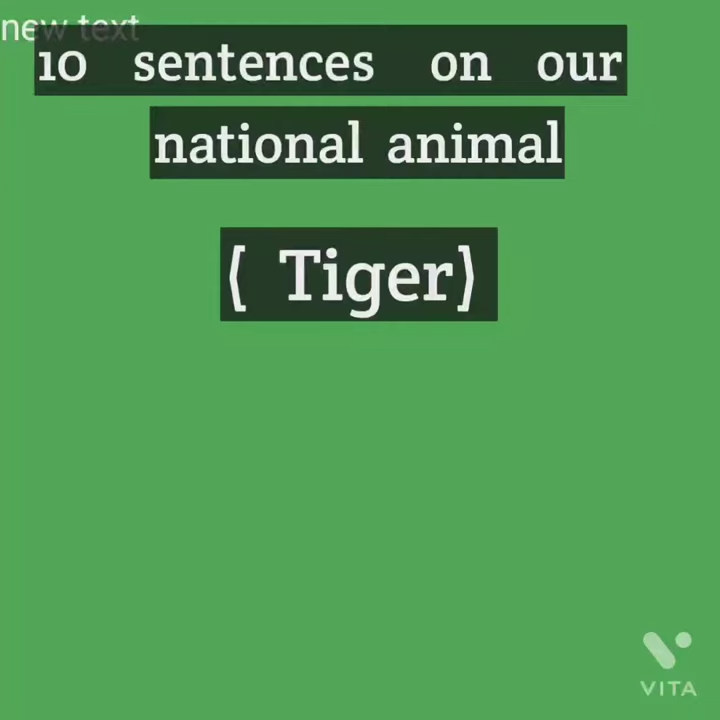 new text
10 sentences on our
national animal
( Tiger)
VITA